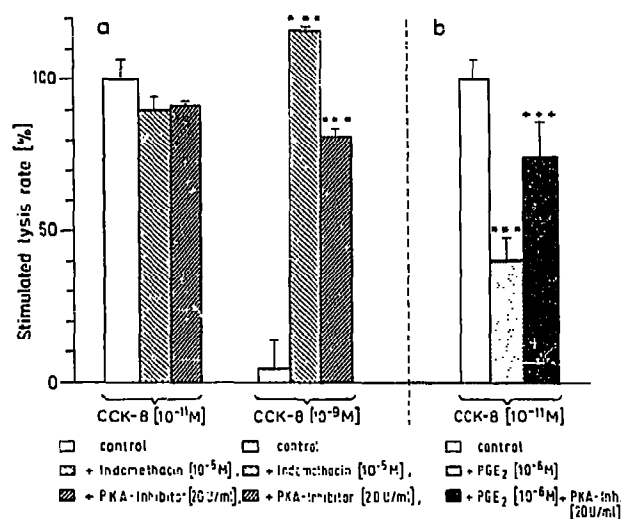 a
b
Stimulated lysis rate [%]
100
50
0
* * *
* * *
* * *
+ + +
CCK-8 [10⁻¹¹M]
CCK-8 [10⁻⁹M]
CCK-8 [10⁻¹¹M]
control
+ Indomethacin [10⁻⁵M],
+ PKA-Inhibitor [20U/ml],
control
+ Indomethacin [10⁻⁵M],
+ PKA-Inhibitor [20U/ml],
control
+ PGE₂ [10⁻⁶M]
+ PGE₂ [10⁻⁶M] + PKA-Inh.
[20U/ml]